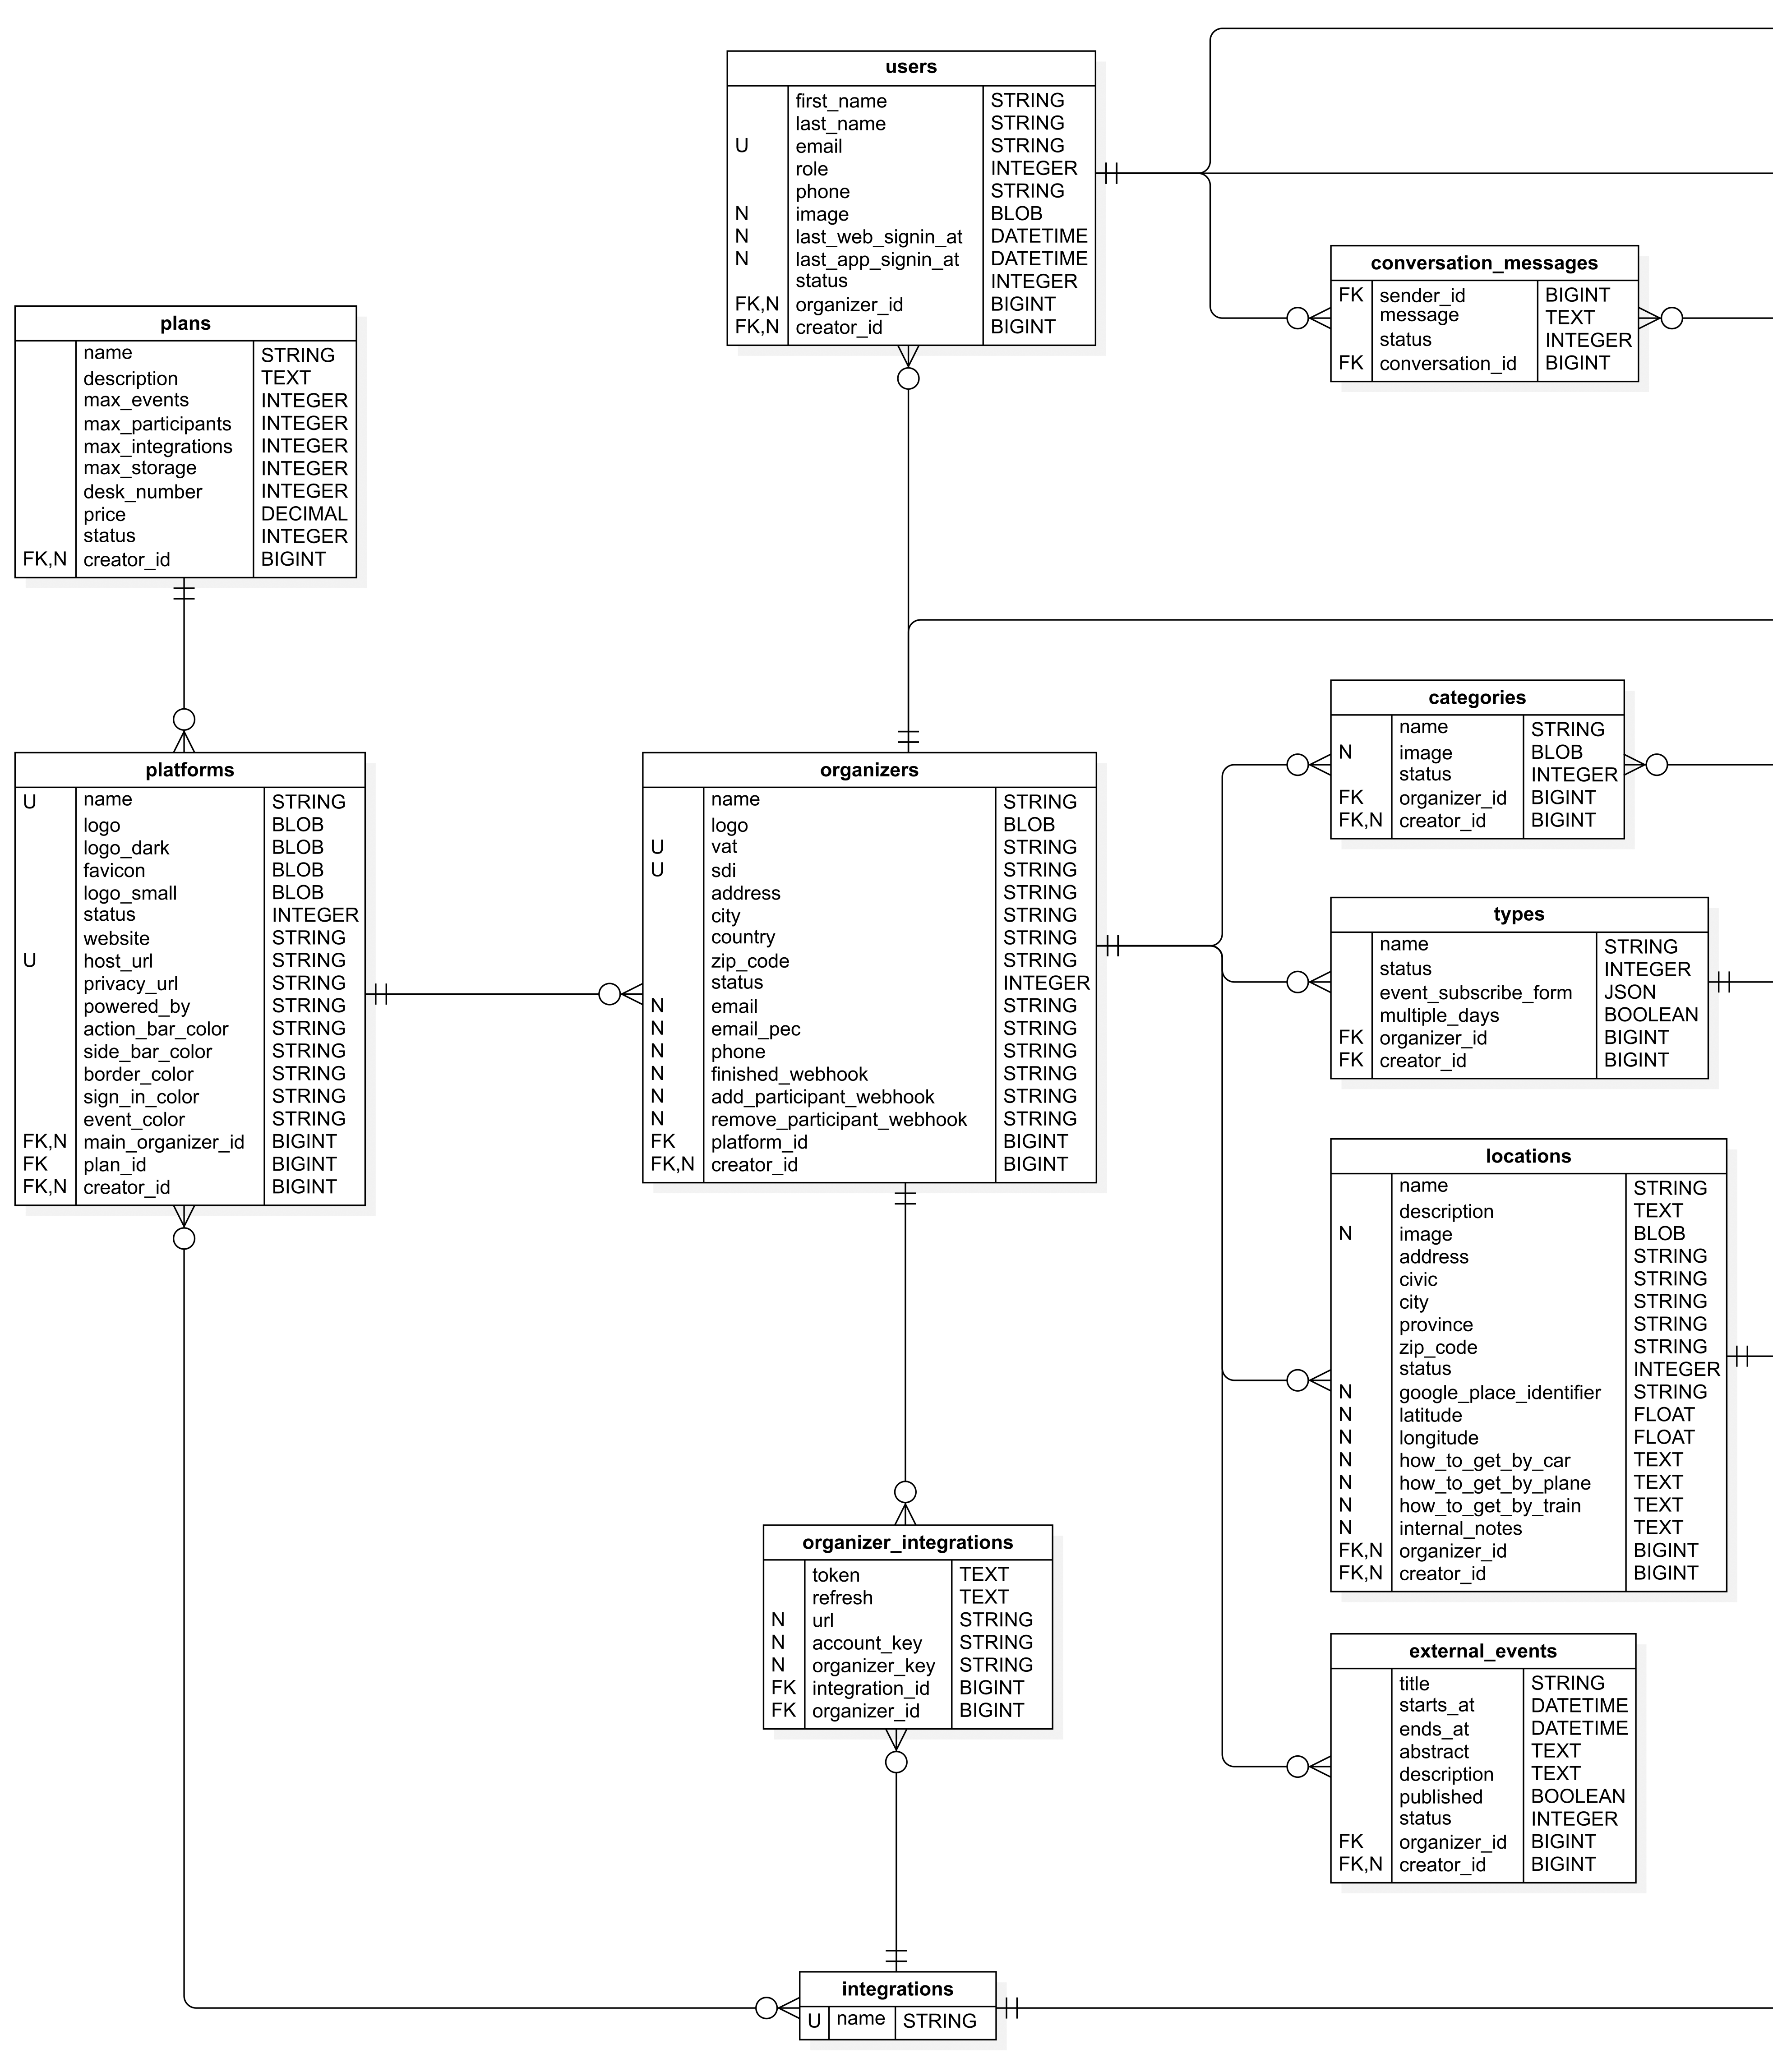 users
first_name STRING
last_name STRING
U email STRING
role INTEGER
phone STRING
N image BLOB
N last_web_signin_at DATETIME
N last_app_signin_at DATETIME
status INTEGER
FK,N organizer_id BIGINT
FK,N creator_id BIGINT
conversation_messages
FK sender_id BIGINT
message TEXT
status INTEGER
FK conversation_id BIGINT
plans
name STRING
description TEXT
max_events INTEGER
max_participants INTEGER
max_integrations INTEGER
max_storage INTEGER
desk_number INTEGER
price DECIMAL
status INTEGER
FK,N creator_id BIGINT
platforms
U name STRING
logo BLOB
logo_dark BLOB
favicon BLOB
logo_small BLOB
status INTEGER
website STRING
U host_url STRING
privacy_url STRING
powered_by STRING
action_bar_color STRING
side_bar_color STRING
border_color STRING
sign_in_color STRING
event_color STRING
FK,N main_organizer_id BIGINT
FK plan_id BIGINT
FK,N creator_id BIGINT
organizers
name STRING
logo BLOB
U vat STRING
U sdi STRING
address STRING
city STRING
country STRING
zip_code STRING
status INTEGER
N email STRING
N email_pec STRING
N phone STRING
N finished_webhook STRING
N add_participant_webhook STRING
N remove_participant_webhook STRING
FK platform_id BIGINT
FK,N creator_id BIGINT
categories
name STRING
N image BLOB
status INTEGER
FK organizer_id BIGINT
FK,N creator_id BIGINT
types
name STRING
status INTEGER
event_subscribe_form JSON
multiple_days BOOLEAN
FK organizer_id BIGINT
FK creator_id BIGINT
locations
name STRING
description TEXT
N image BLOB
address STRING
civic STRING
city STRING
province STRING
zip_code STRING
status INTEGER
N google_place_identifier STRING
N latitude FLOAT
N longitude FLOAT
N how_to_get_by_car TEXT
N how_to_get_by_plane TEXT
N how_to_get_by_train TEXT
N internal_notes TEXT
FK,N organizer_id BIGINT
FK,N creator_id BIGINT
organizer_integrations
token TEXT
refresh TEXT
N url STRING
N account_key STRING
N organizer_key STRING
FK integration_id BIGINT
FK organizer_id BIGINT
external_events
title STRING
starts_at DATETIME
ends_at DATETIME
abstract TEXT
description TEXT
published BOOLEAN
status INTEGER
FK organizer_id BIGINT
FK,N creator_id BIGINT
integrations
U name STRING